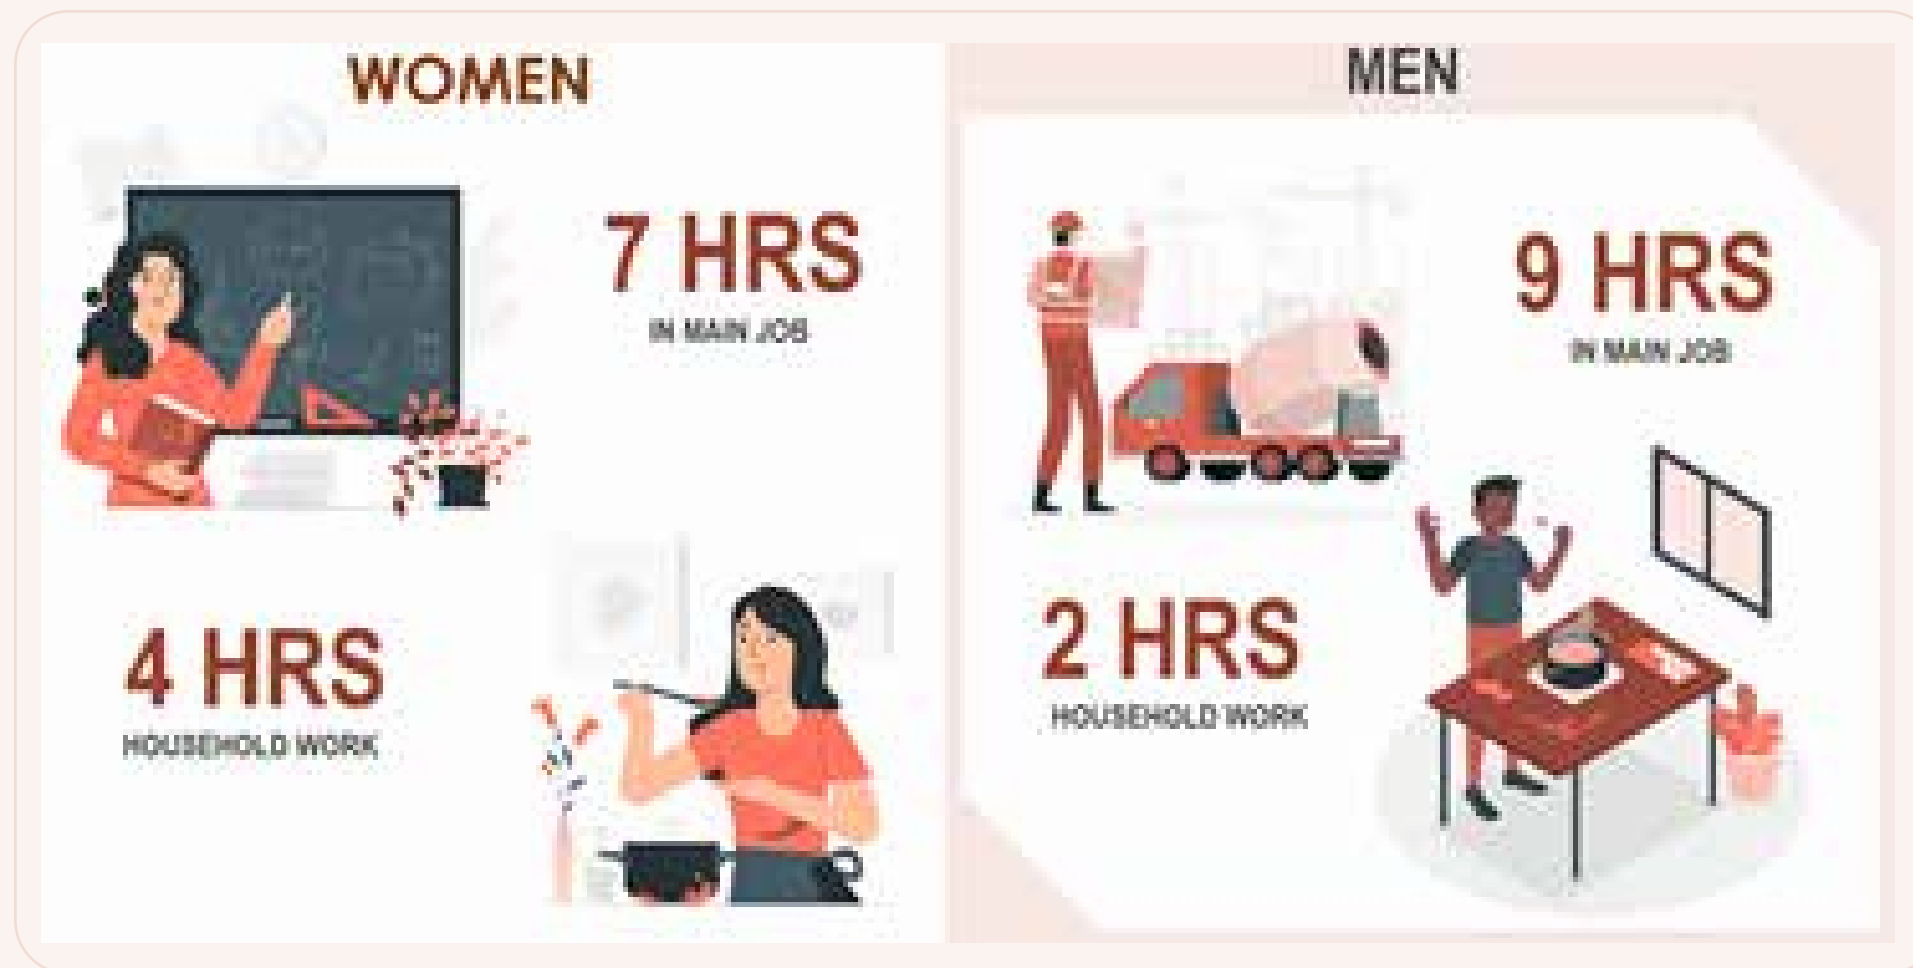 WOMEN
7 HRS
IN MAIN JOB
4 HRS
HOUSEHOLD WORK
MEN
9 HRS
IN MAIN JOB
2 HRS
HOUSEHOLD WORK